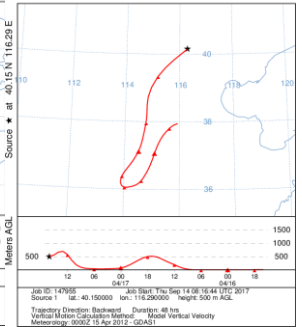 Source ★ at 40.15 N 116.29 E
110
112
114
116
118
120
40
38
36
Meters AGL
500
1500
1000
500
12 06 00 18 12 06 00 18
04/17 04/16
Job ID: 147955 Job Start: Thu Sep 14 08:16:44 UTC 2017
Source 1 lat.: 40.150000 lon.: 116.290000 height: 500 m AGL
Trajectory Direction: Backward Duration: 48 hrs
Vertical Motion Calculation Method: Model Vertical Velocity
Meteorology: 0000Z 15 Apr 2012 - GDAS1